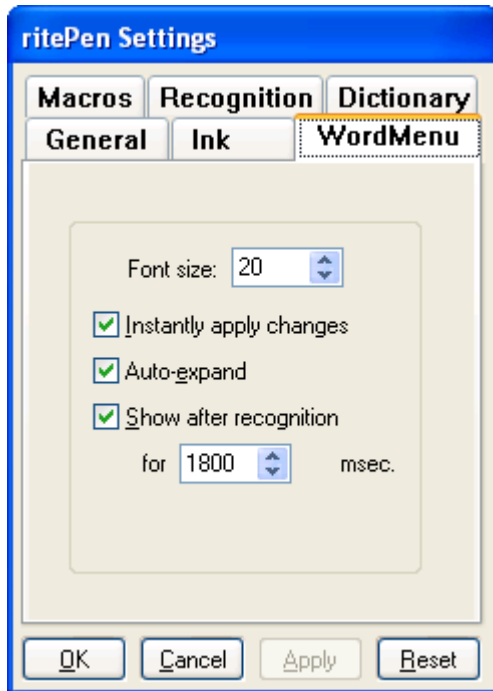 ritePen Settings
Macros Recognition Dictionary
General Ink WordMenu
Font size: 20
Instantly apply changes
Auto-expand
Show after recognition
for 1800 msec.
OK Cancel Apply Reset